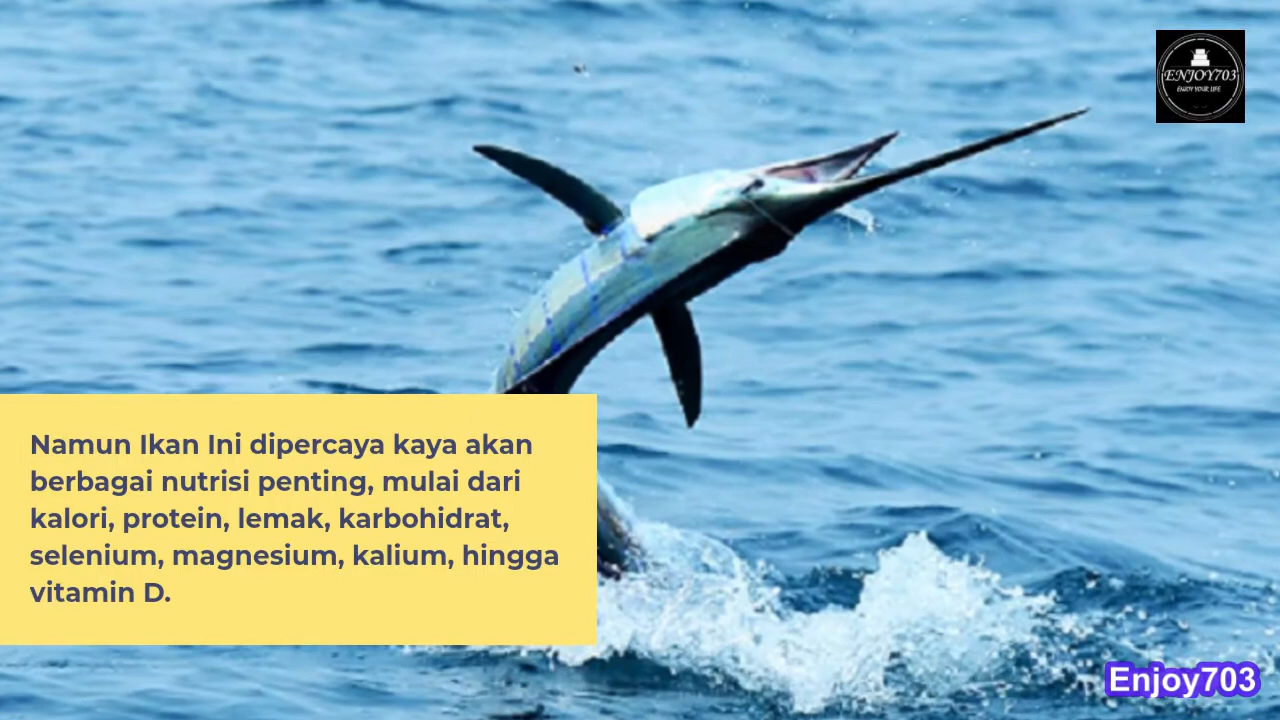 ENJOY703
ENJOY YOUR LIFE
Namun Ikan Ini dipercaya kaya akan
berbagai nutrisi penting, mulai dari
kalori, protein, lemak, karbohidrat,
selenium, magnesium, kalium, hingga
vitamin D.
Enjoy703